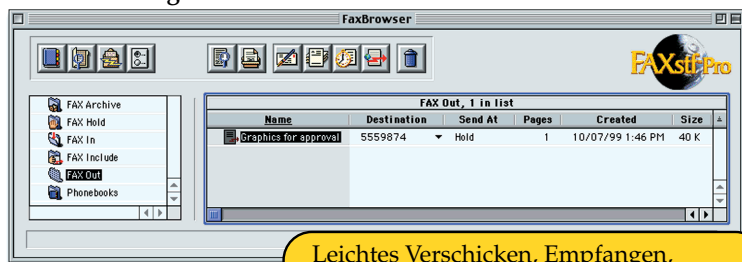 FaxBrowser
FAXstf Pro
FAX Archive
FAX Hold
FAX In
FAX Include
FAX Out
Phonebooks
FAX Out, 1 in list
Name Destination Send At Pages Created Size
Graphics for approval 5559874 Hold 1 10/07/99 1:46 PM 40 K
Leichtes Verschicken, Empfangen,